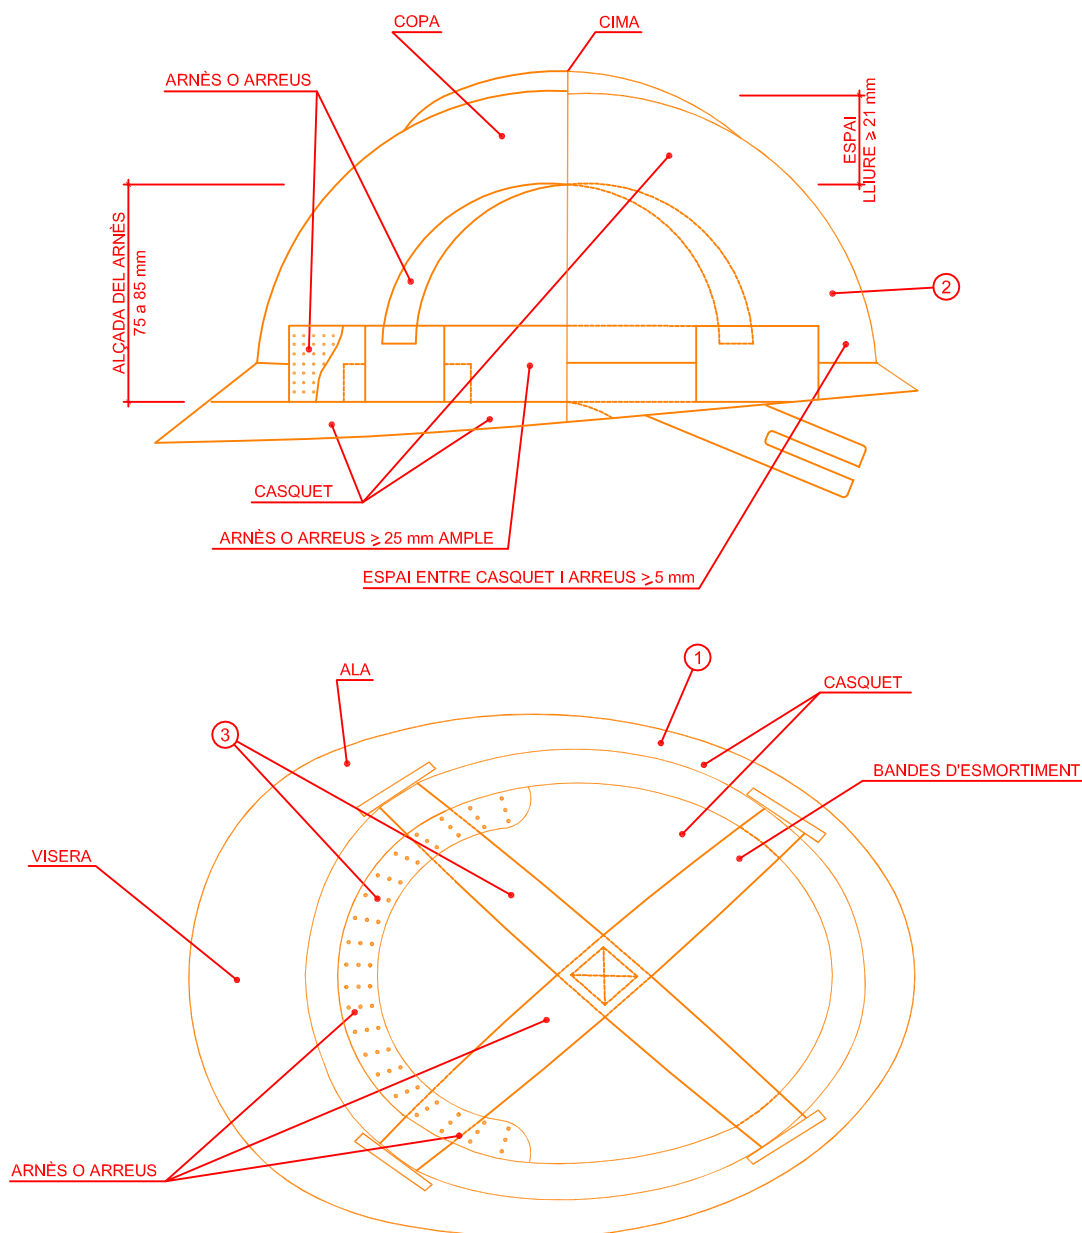 COPA
CIMA
ARNÈS O ARREUS
ESPAI
LLIURE ≥ 21 mm
ALÇADA DEL ARNÈS
75 a 85 mm
2
CASQUET
ARNÈS O ARREUS ≥ 25 mm AMPLE
ESPAI ENTRE CASQUET I ARREUS ≥ 5 mm
1
ALA
CASQUET
3
BANDES D'ESMORTIMENT
VISERA
ARNÈS O ARREUS